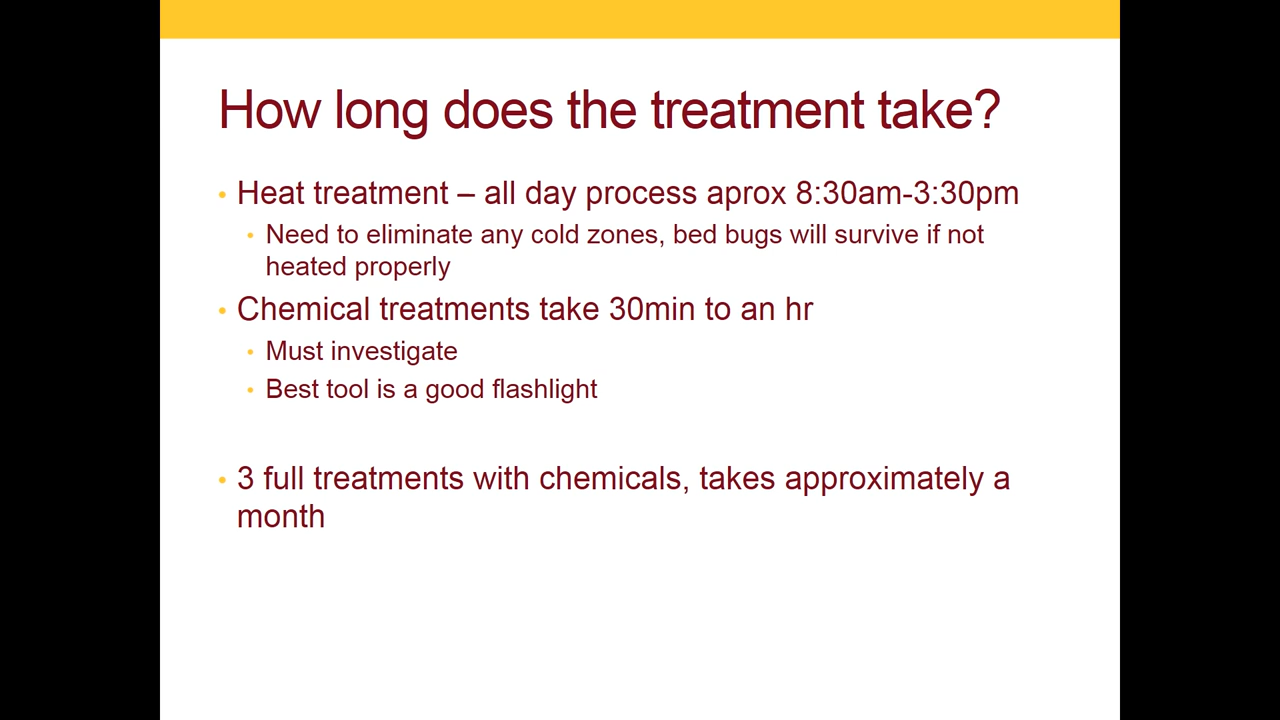 How long does the treatment take?
• Heat treatment – all day process aprox 8:30am-3:30pm
• Need to eliminate any cold zones, bed bugs will survive if not
heated properly
• Chemical treatments take 30min to an hr
• Must investigate
• Best tool is a good flashlight
• 3 full treatments with chemicals, takes approximately a
month